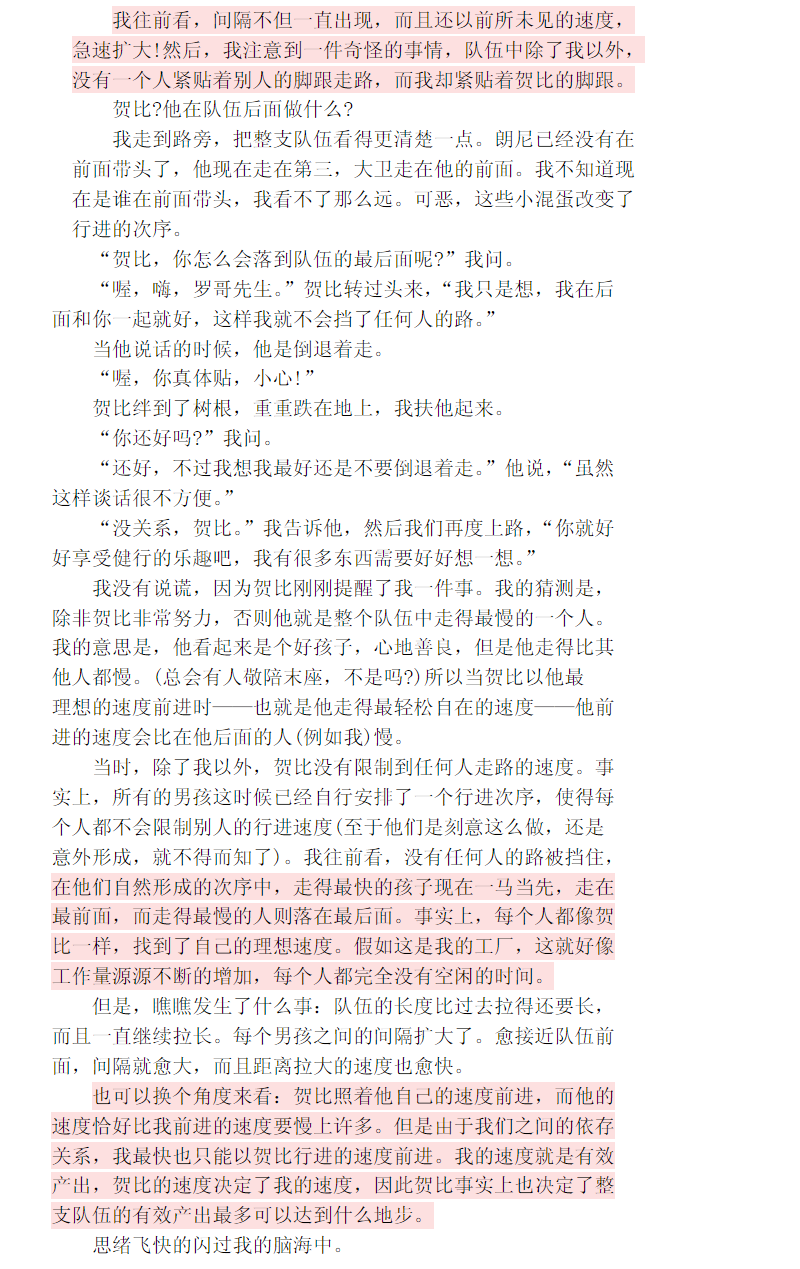 我往前看，间隔不但一直出现，而且还以前所未见的速度，
急速扩大!然后，我注意到一件奇怪的事情，队伍中除了我以外，
没有一个人紧贴着别人的脚跟走路，而我却紧贴着贺比的脚跟。
贺比?他在队伍后面做什么?
我走到路旁，把整支队伍看得更清楚一点。朗尼已经没有在
前面带头了，他现在走在第三，大卫走在他的前面。我不知道现
在是谁在前面带头，我看不了那么远。可恶，这些小混蛋改变了
行进的次序。
“贺比，你怎么会落到队伍的最后面呢?”我问。
“喔，嗨，罗哥先生。”贺比转过头来，“我只是想，我在后
面和你一起就好，这样我就不会挡了任何人的路。”
当他说话的时候，他是倒退着走。
“喔，你真体贴，小心!”
贺比绊到了树根，重重跌在地上，我扶他起来。
“你还好吗?”我问。
“还好，不过我想我最好还是不要倒退着走。”他说，“虽然
这样谈话很不方便。”
“没关系，贺比。”我告诉他，然后我们再度上路，“你就好
好享受健行的乐趣吧，我有很多东西需要好好想一想。”
我没有说谎，因为贺比刚刚提醒了我一件事。我的猜测是，
除非贺比非常努力，否则他就是整个队伍中走得最慢的一个人。
我的意思是，他看起来是个好孩了，心地善良，但是他走得比其
他人都慢。(总会有人敬陪末座，不是吗?)所以当贺比以他最
理想的速度前进时——也就是他走得最轻松自在的速度——他前
进的速度会比在他后面的人(例如我)慢。
当时，除了我以外，贺比没有限制到任何人走路的速度。事
实上，所有的男孩这时候已经自行安排了一个行进次序，使得每
个人都不会限制别人的行进速度(至于他们是刻意这么做，还是
意外形成，就不得而知了)。我往前看，没有任何人的路被挡住，
在他们自然形成的次序中，走得最快的孩子现在一马当先，走在
最前面，而走得最慢的人则落在最后面。事实上，每个人都像贺
比一样，找到了自己的理想速度。假如这是我的工厂，这就好像
工作量源源不断的增加，每个人都完全没有空闲的时间。
但是，瞧瞧发生了什么事：队伍的长度比过去拉得还要长，
而且一直继续拉长。每个男孩之间的间隔扩大了。愈接近队伍前
面，间隔就愈大，而且距离拉大的速度也愈快。
也可以换个角度来看：贺比照着他自己的速度前进，而他的
速度恰好比我前进的速度要慢上许多。但是由于我们之间的依存
关系，我最快也只能以贺比行进的速度前进。我的速度就是有效
产出，贺比的速度决定了我的速度，因此贺比事实上也决定了整
支队伍的有效产出最多可以达到什么地步。
思绪飞快的闪过我的脑海中。